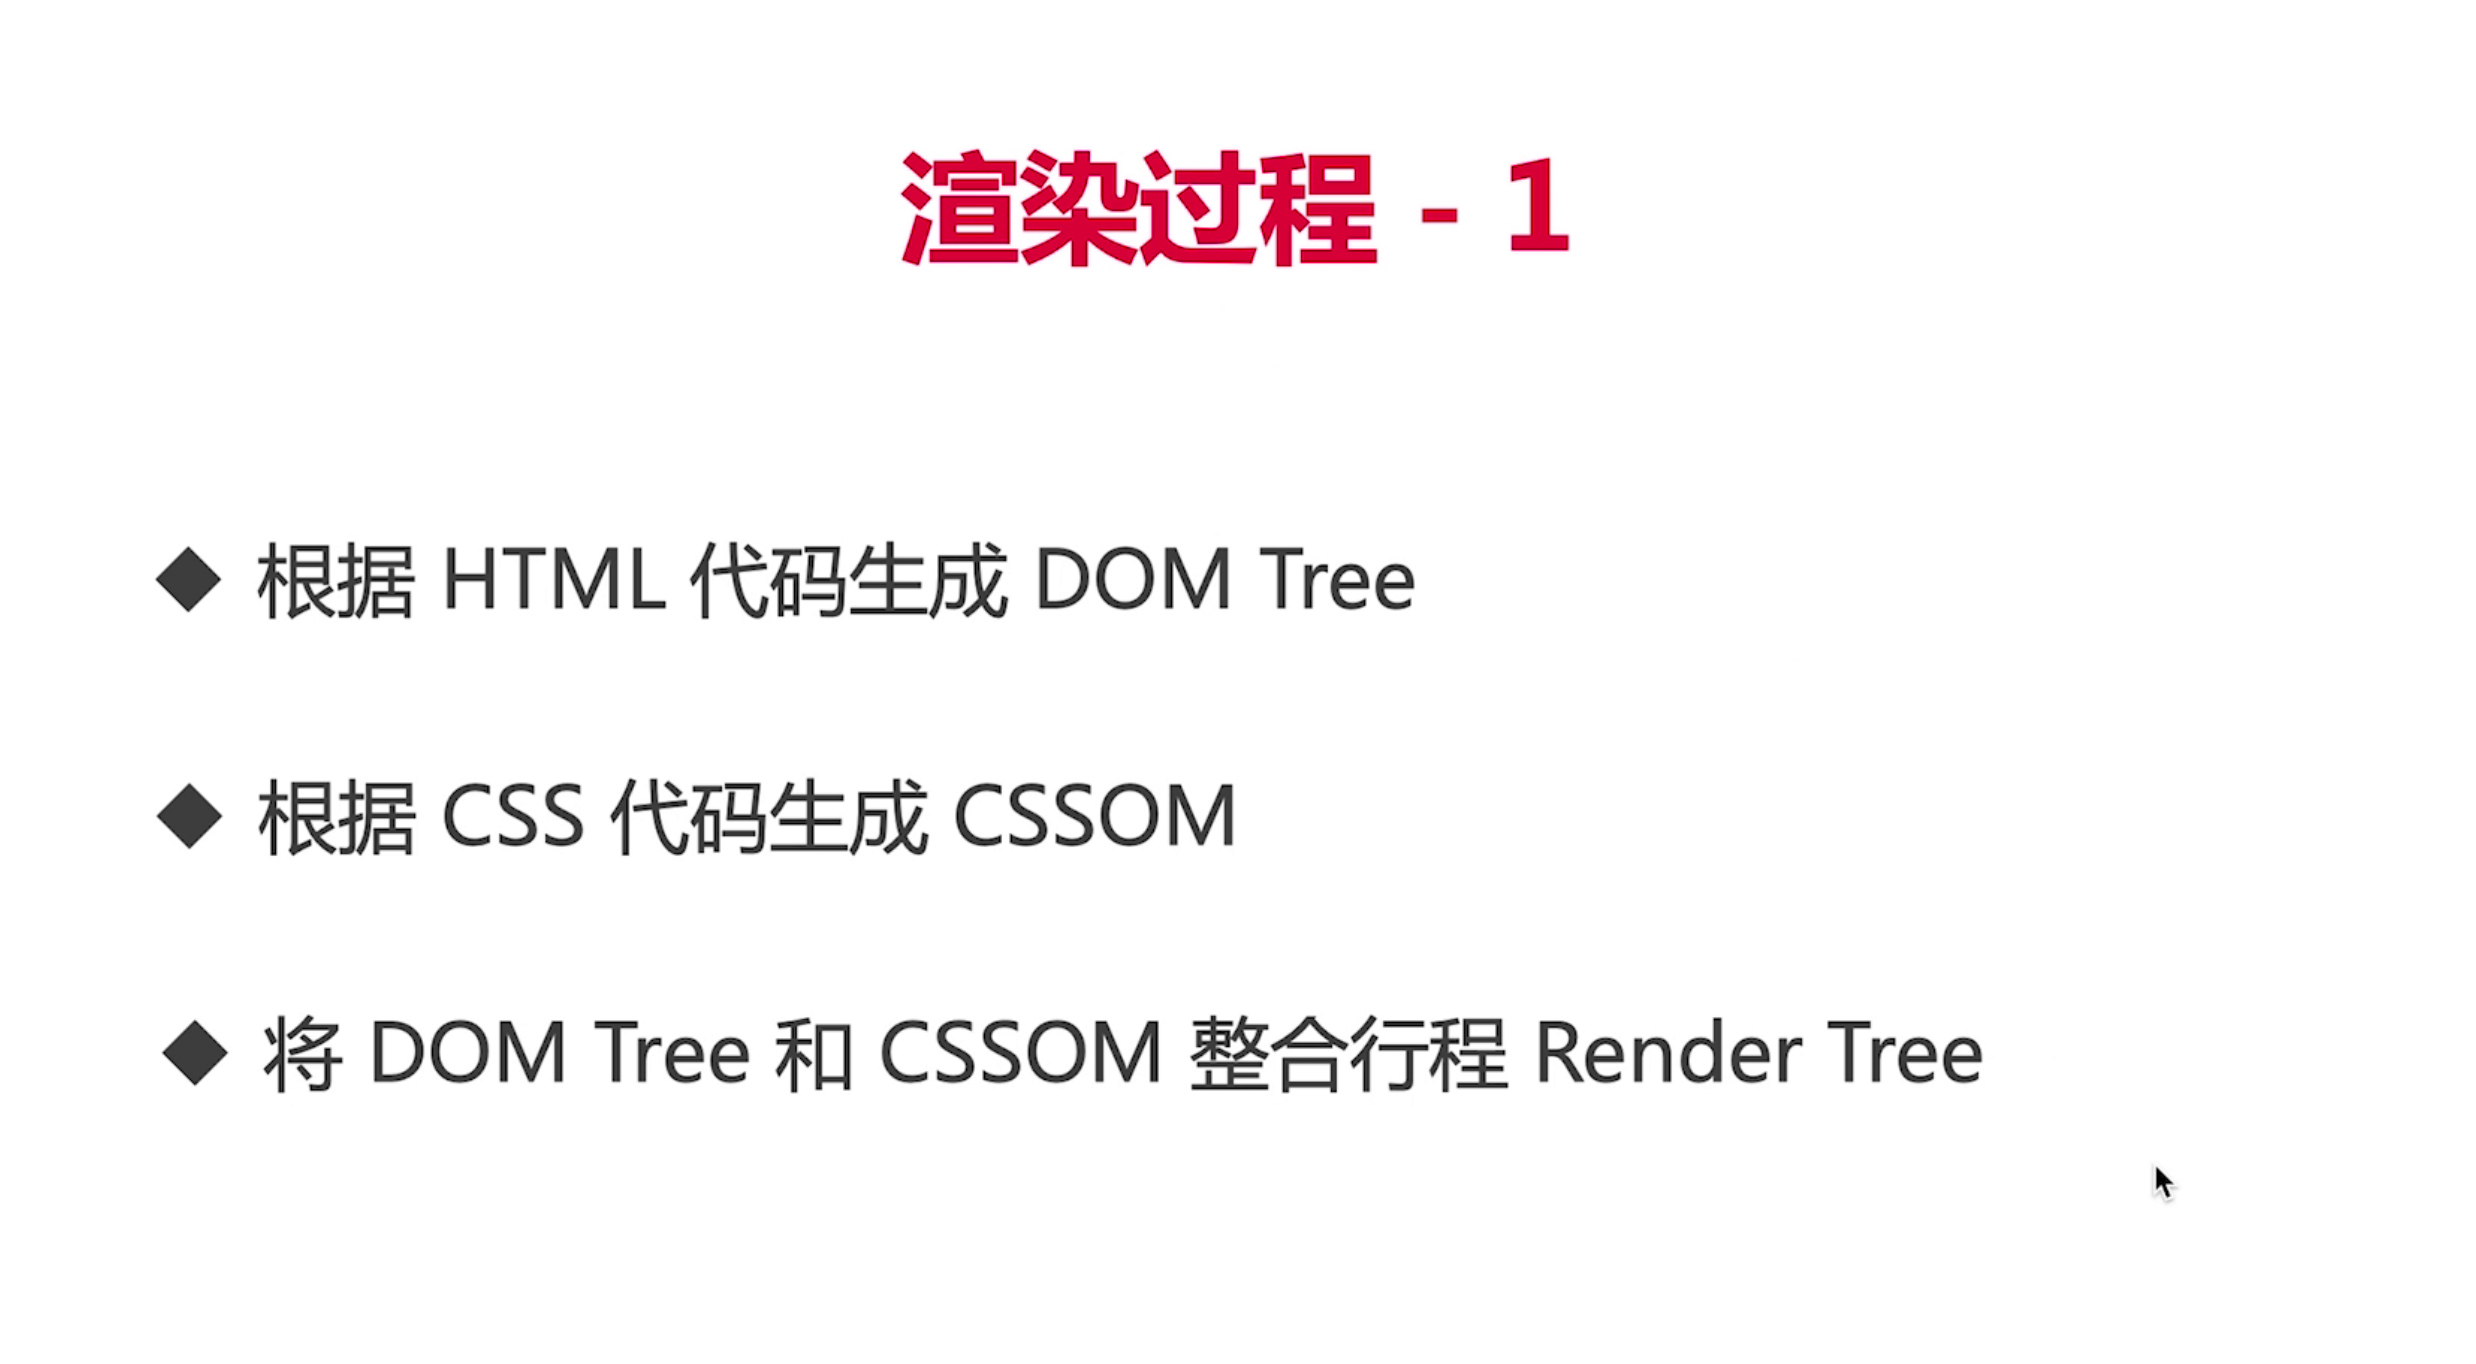 渲染过程 - 1
◆ 根据 HTML 代码生成 DOM Tree
◆ 根据 CSS 代码生成 CSSOM
◆ 将 DOM Tree 和 CSSOM 整合行程 Render Tree